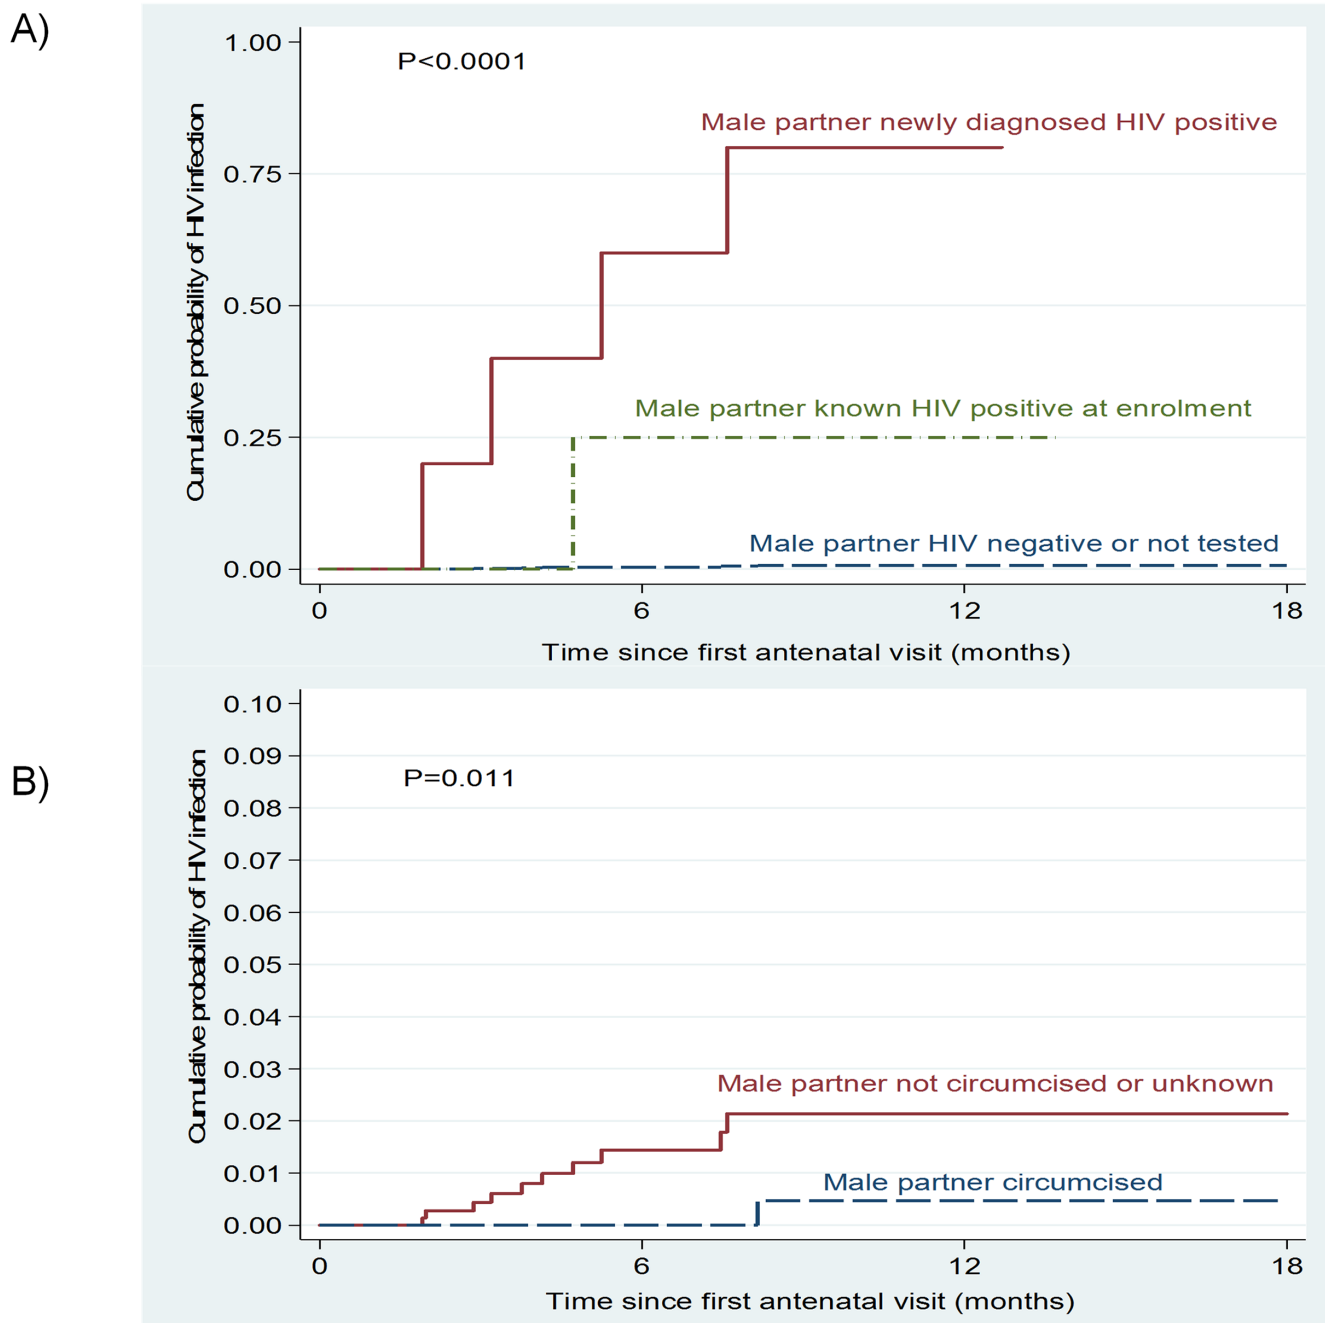 A)
1.00
P<0.0001
Male partner newly diagnosed HIV positive
0.75
0.50
Cumulative probability of HIV infection
Male partner known HIV positive at enrolment
0.25
Male partner HIV negative or not tested
0.00
0 6 12 18
Time since first antenatal visit (months)
B)
0.10
0.09
P=0.011
0.08
0.07
0.06
0.05
Cumulative probability of HIV infection
0.04
0.03
Male partner not circumcised or unknown
0.02
0.01
Male partner circumcised
0.00
0 6 12 18
Time since first antenatal visit (months)